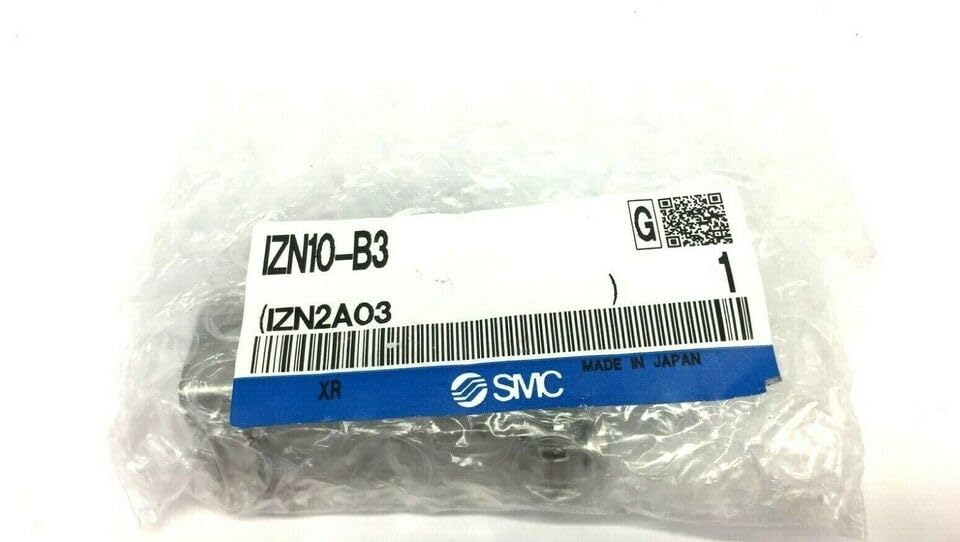 G
IZN10-B3
1
(IZN2A03 )
XR
SMC
MADE IN JAPAN